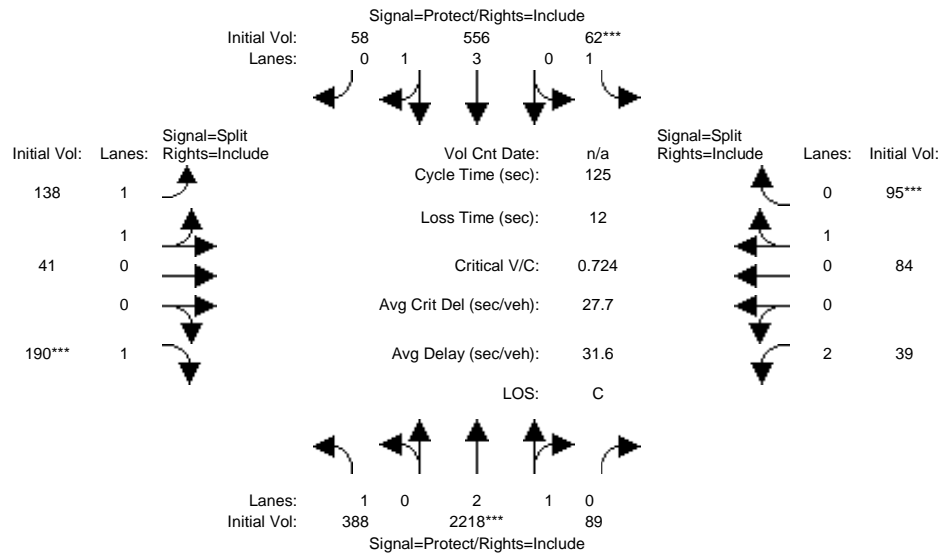 Signal=Protect/Rights=Include
Initial Vol: 58 556 62***
Lanes: 0 1 3 0 1
Signal=Split
Initial Vol: Lanes: Rights=Include
Vol Cnt Date: n/a
Signal=Split
Rights=Include Lanes: Initial Vol:
Cycle Time (sec): 125
138 1
0 95***
Loss Time (sec): 12
1
1
41 0
Critical V/C: 0.724
0 84
0
Avg Crit Del (sec/veh): 27.7
0
190*** 1
Avg Delay (sec/veh): 31.6
2 39
LOS: C
Lanes: 1 0 2 1 0
Initial Vol: 388 2218*** 89
Signal=Protect/Rights=Include